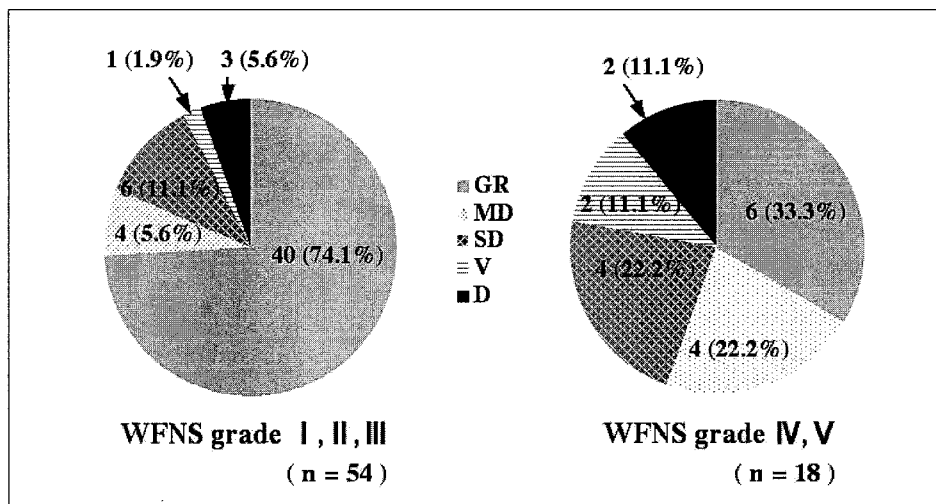 1 (1.9%)
3 (5.6%)
6 (11.1%)
4 (5.6%)
40 (74.1%)
WFNS grade Ⅰ, Ⅱ, Ⅲ
( n = 54 )
GR
MD
SD
V
D
2 (11.1%)
2 (11.1%)
6 (33.3%)
4 (22.2%)
4 (22.2%)
WFNS grade Ⅳ, Ⅴ
( n = 18 )